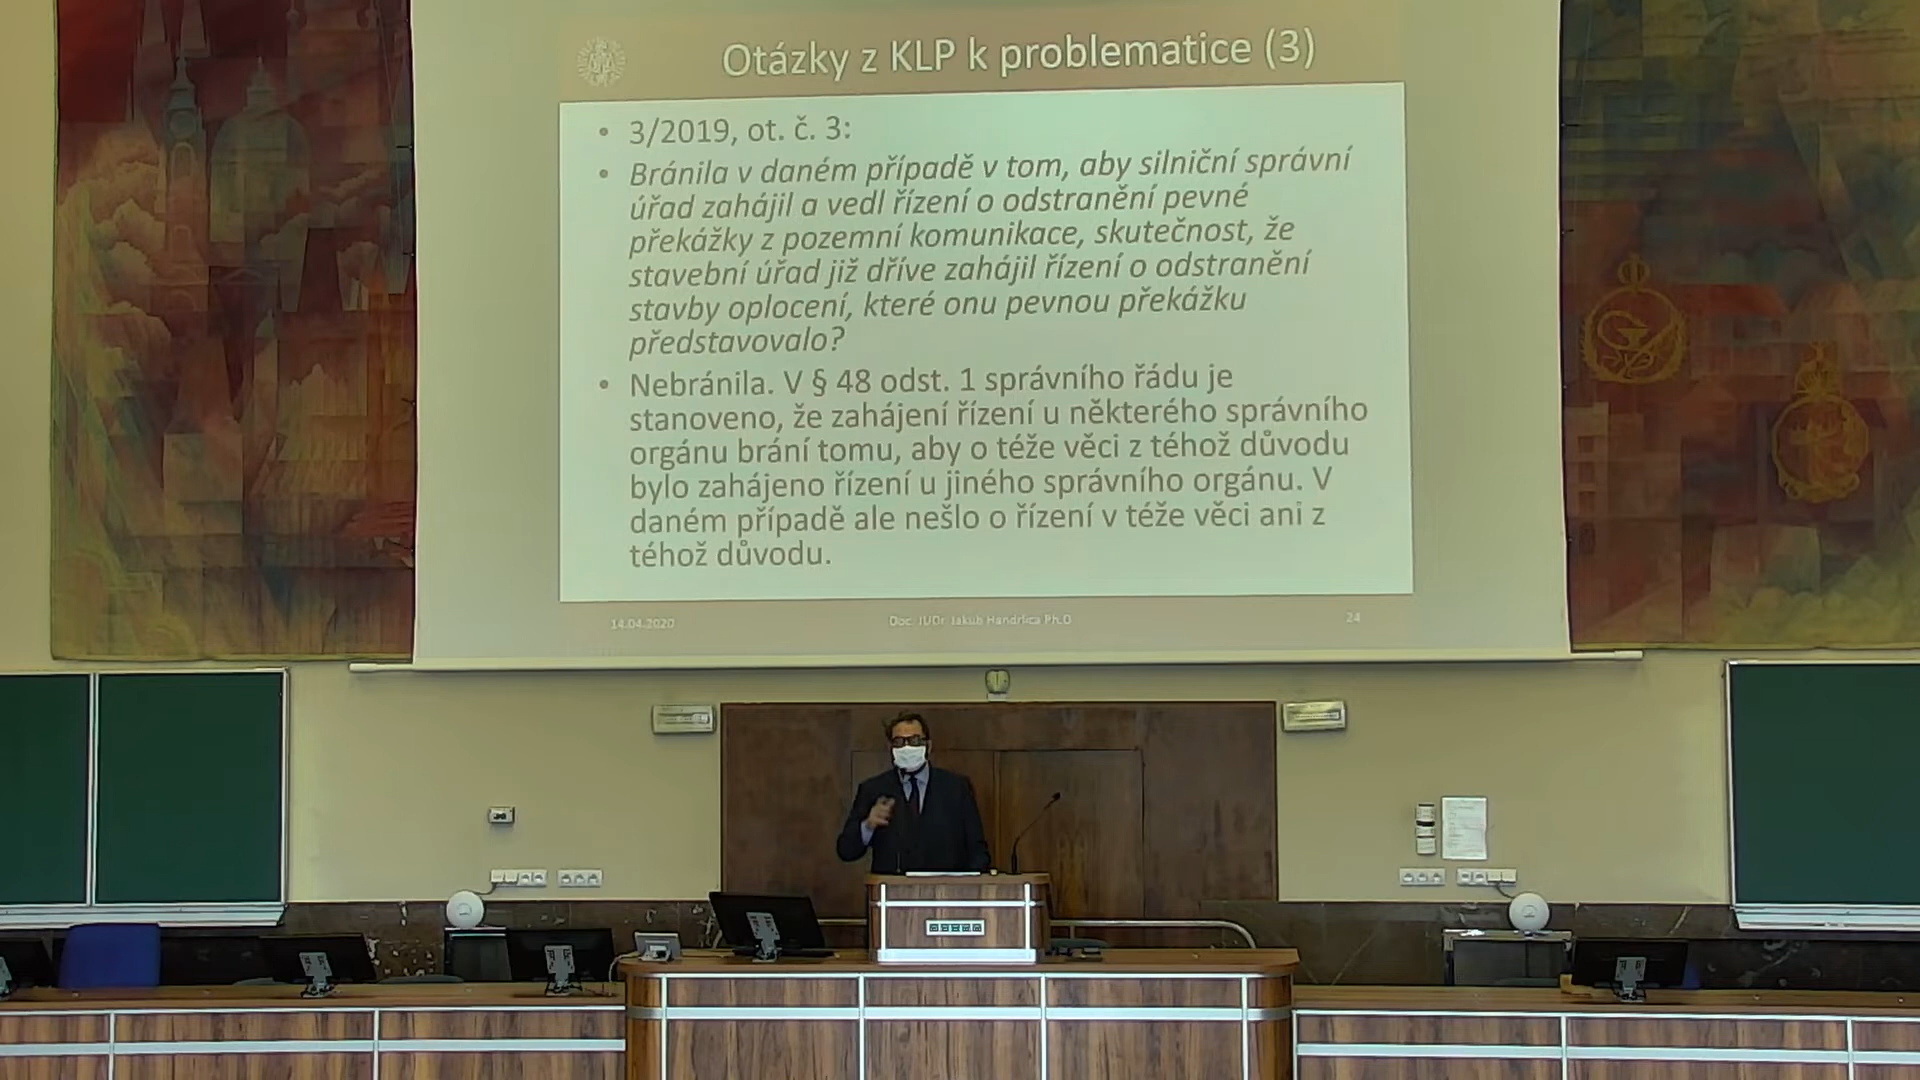 Otázky z KLP k problematice (3)
• 3/2019, ot. č. 3:
• Bránila v daném případě v tom, aby silniční správní
úřad zahájil a vedl řízení o odstranění pevné
překážky z pozemní komunikace, skutečnost, že
stavební úřad již dříve zahájil řízení o odstranění
stavby oplocení, které onu pevnou překážku
představovalo?
• Nebránila. V § 48 odst. 1 správního řádu je
stanoveno, že zahájení řízení u některého správního
orgánu brání tomu, aby o téže věci z téhož důvodu
bylo zahájeno řízení u jiného správního orgánu. V
daném případě ale nešlo o řízení v téže věci ani z
téhož důvodu.
14.04.2020
Doc. JUDr. Jakub Handrlica Ph.D
24